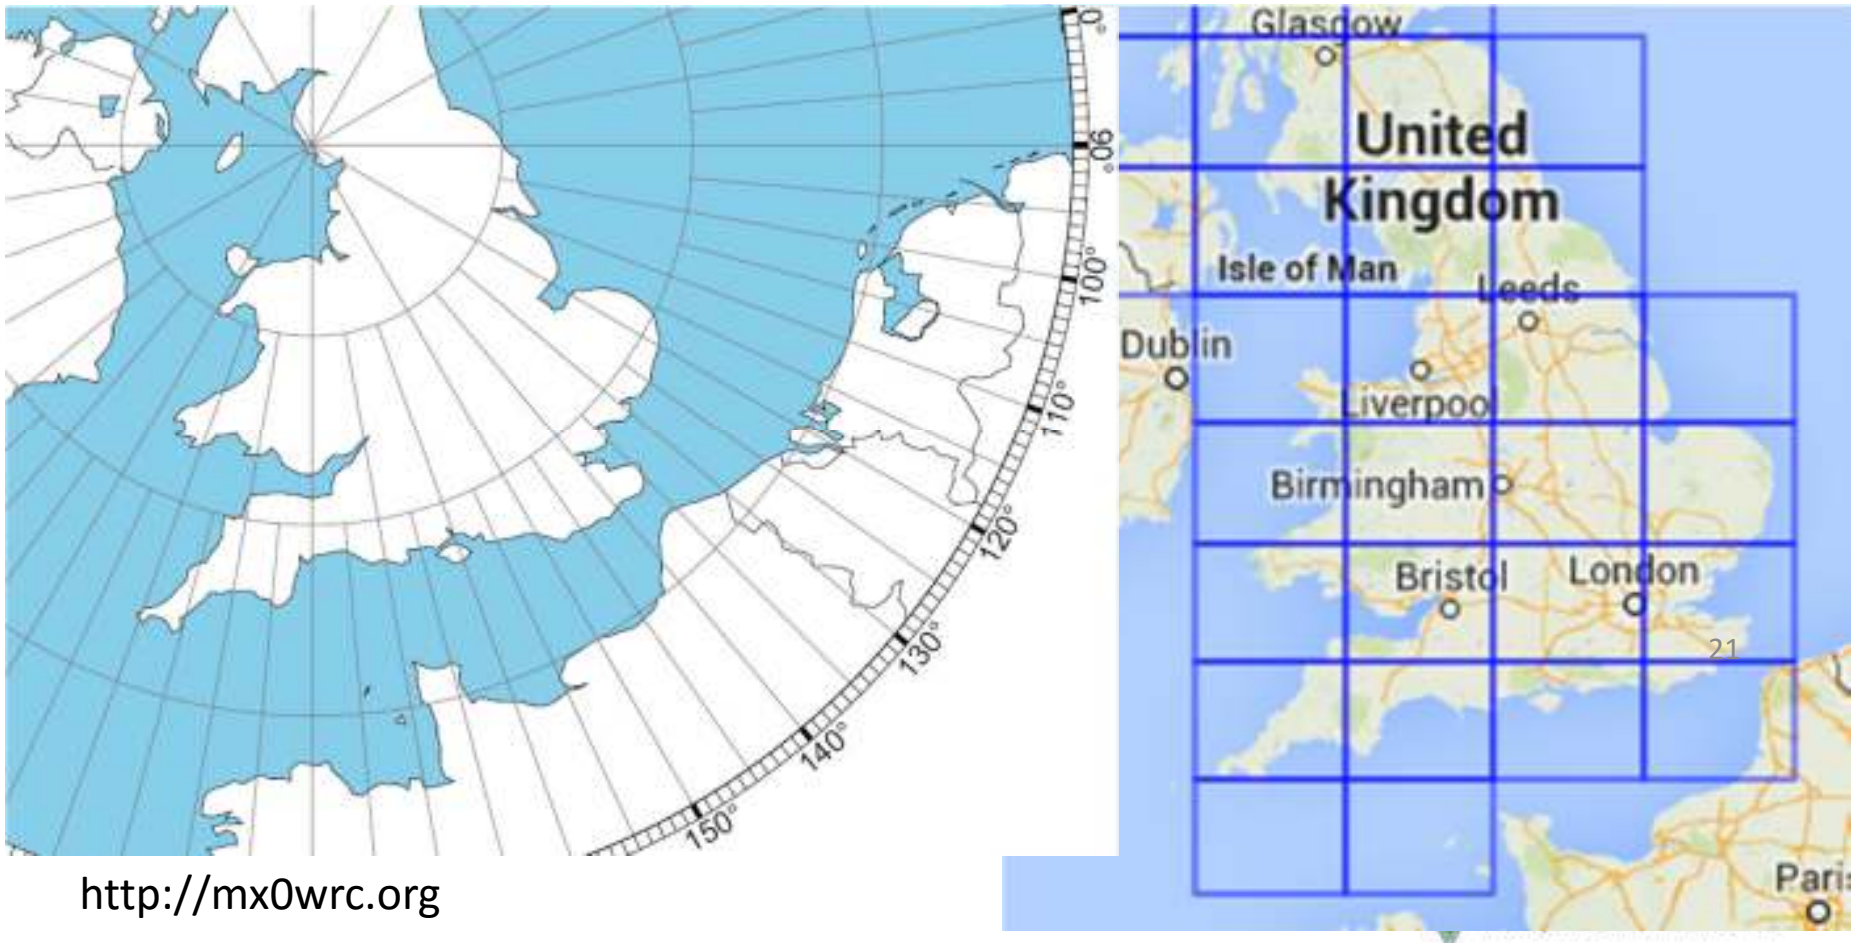 0°
90°
100°
110°
120°
130°
140°
150°
Glasgow
United
Kingdom
Isle of Man
Leeds
Dublin
Liverpool
Birmingham
Bristol
London
21
Paris
http://mx0wrc.org